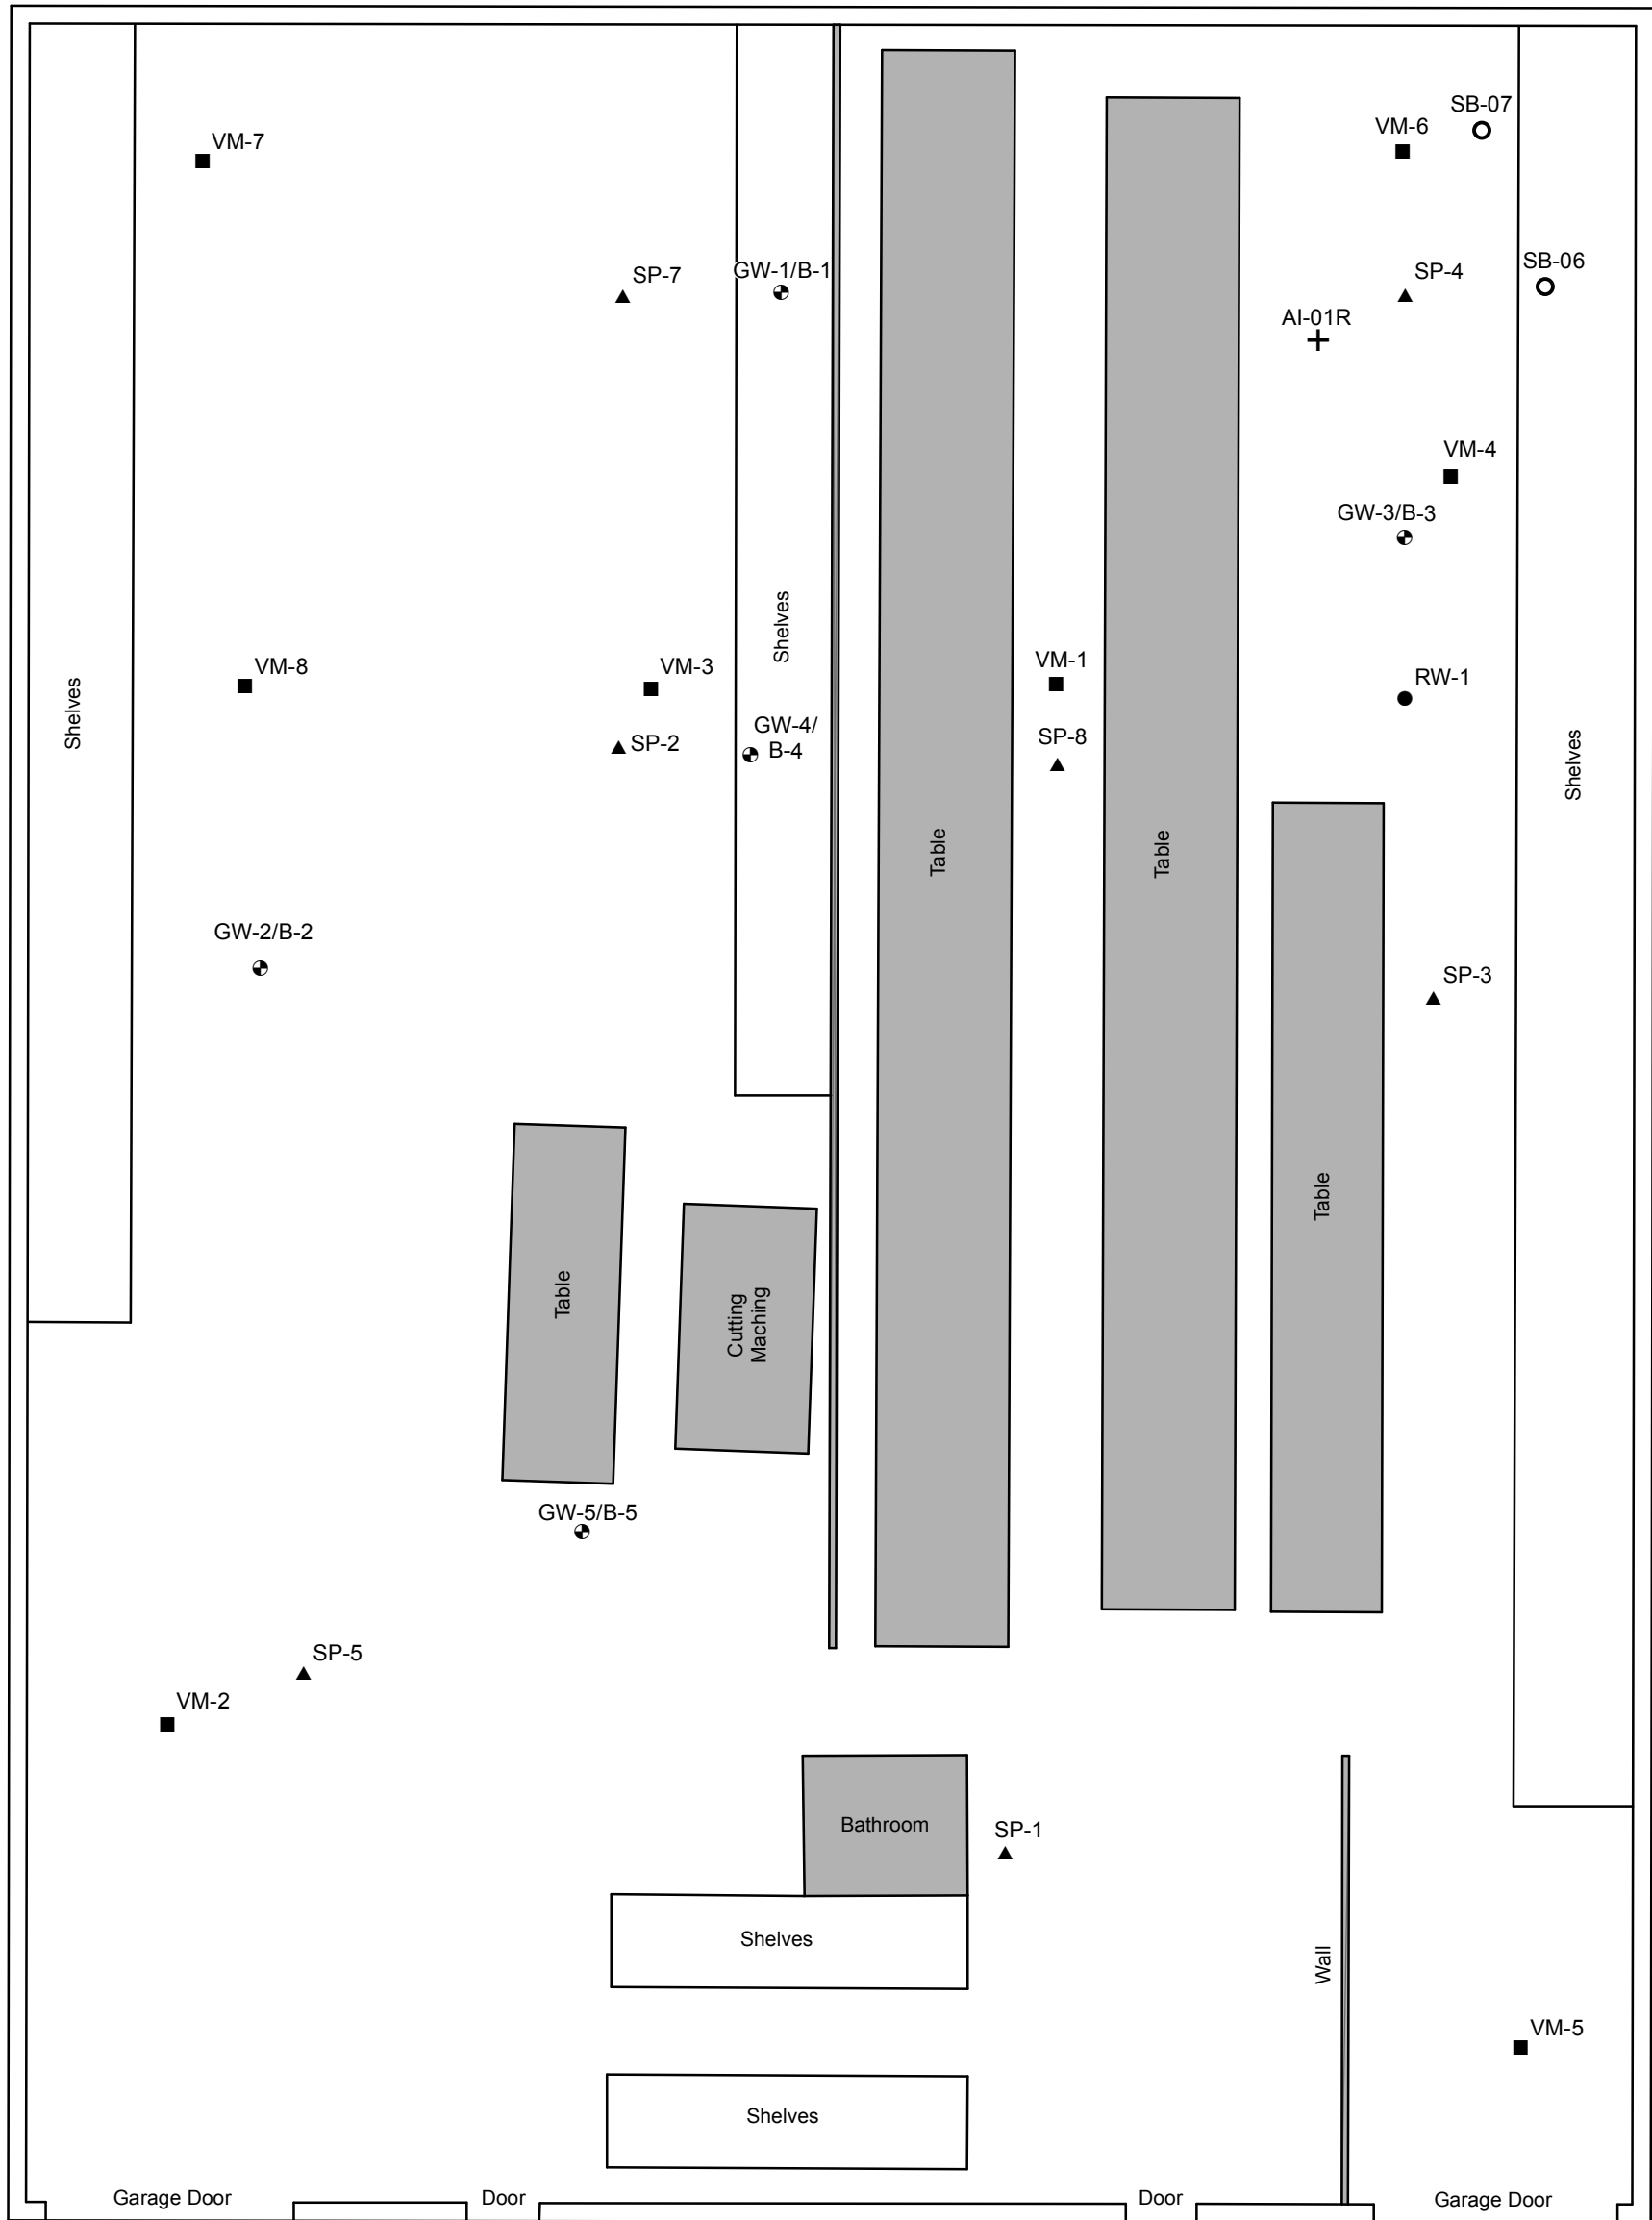 SB-07
VM-6
VM-7
SB-06
GW-1/B-1
SP-4
SP-7
AI-01R
VM-4
GW-3/B-3
Shelves
VM-1
VM-8
VM-3
RW-1
Shelves
GW-4/
B-4
SP-8
SP-2
Shelves
Table
Table
GW-2/B-2
SP-3
Table
Table
Cutting
Maching
GW-5/B-5
SP-5
VM-2
Bathroom
SP-1
Shelves
Wall
VM-5
Shelves
Garage Door
Door
Door
Garage Door